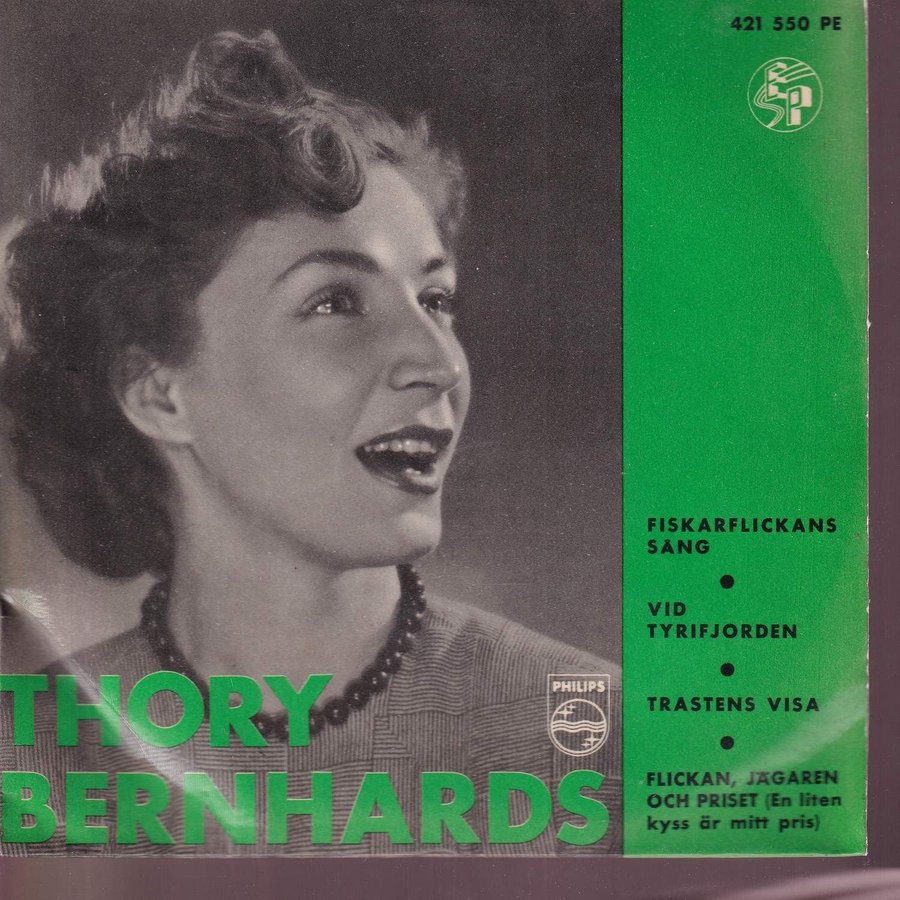 421 550 PE
EP
FISKARFLICKANS
SÅNG
VID
TYRIFJORDEN
TRASTENS VISA
FLICKAN, JÄGAREN
OCH PRISET (En liten
kyss är mitt pris)
PHILIPS
THORY
BERNHARDS